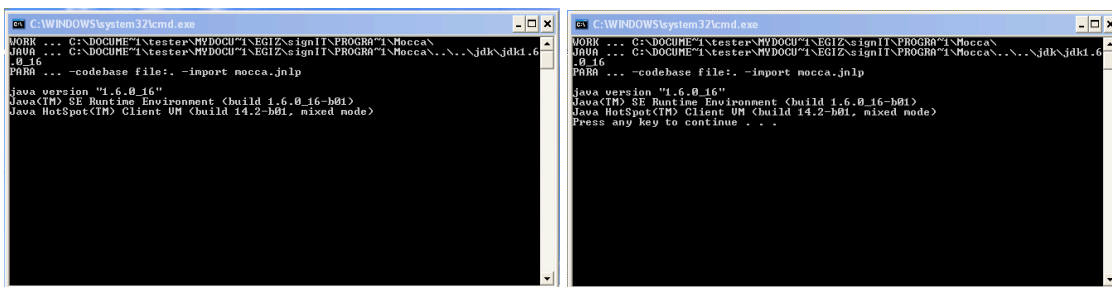 C:\WINDOWS\system32\cmd.exe
WORK ... C:\DOCUME~1\tester\MYDOCU~1\EGIZ\signIT\PROGRA~1\Mocca\
JAVA ... C:\DOCUME~1\tester\MYDOCU~1\EGIZ\signIT\PROGRA~1\Mocca\..\..\jdk\jdk1.6
.0_16
PARA ... -codebase file:. -import mocca.jnlp
java version "1.6.0_16"
Java(TM) SE Runtime Environment (build 1.6.0_16-b01)
Java HotSpot(TM) Client VM (build 14.2-b01, mixed mode)
C:\WINDOWS\system32\cmd.exe
WORK ... C:\DOCUME~1\tester\MYDOCU~1\EGIZ\signIT\PROGRA~1\Mocca\
JAVA ... C:\DOCUME~1\tester\MYDOCU~1\EGIZ\signIT\PROGRA~1\Mocca\..\..\jdk\jdk1.6
.0_16
PARA ... -codebase file:. -import mocca.jnlp
java version "1.6.0_16"
Java(TM) SE Runtime Environment (build 1.6.0_16-b01)
Java HotSpot(TM) Client VM (build 14.2-b01, mixed mode)
Press any key to continue . . .